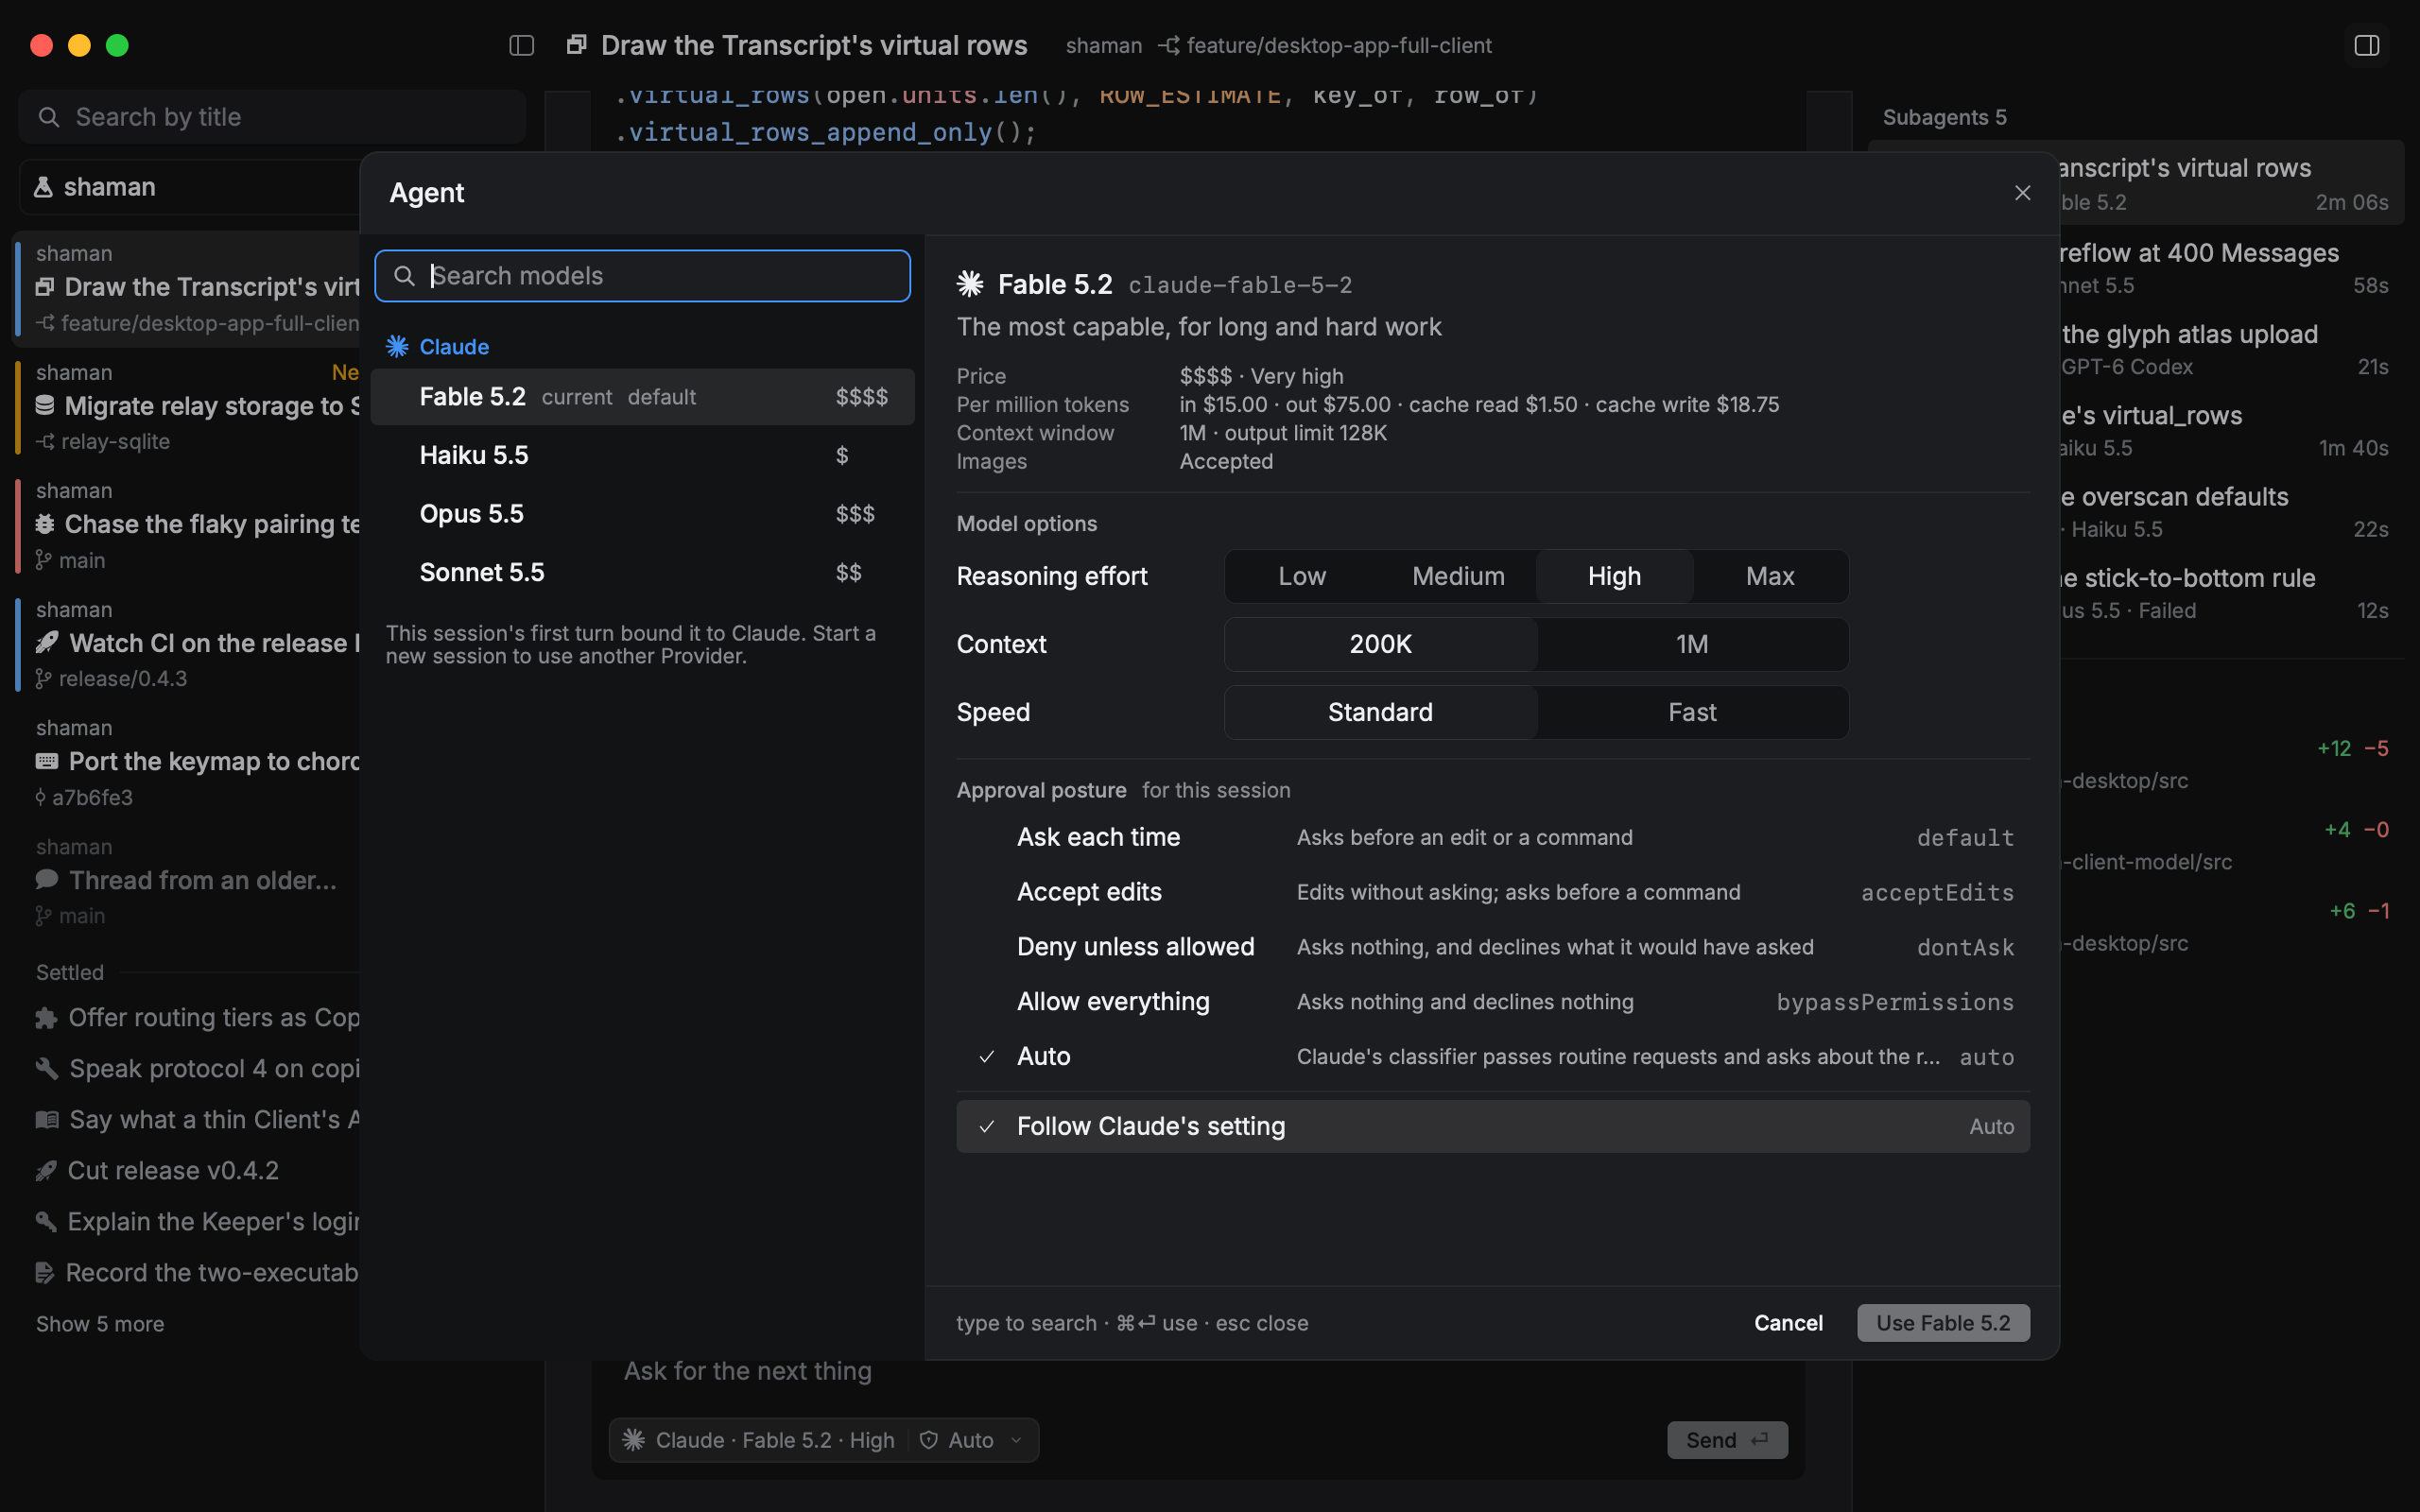 Draw the Transcript's virtual rows shaman feature/desktop-app-full-client
Search by title
shaman
shaman
Draw the Transcript's virt
feature/desktop-app-full-clien
shaman Ne
Migrate relay storage to S
relay-sqlite
shaman
Chase the flaky pairing te
main
shaman
Watch CI on the release
release/0.4.3
shaman
Port the keymap to chord
a7b6fe3
shaman
Thread from an older...
main
Settled
Offer routing tiers as Cop
Speak protocol 4 on copi
Say what a thin Client's A
Cut release v0.4.2
Explain the Keeper's login
Record the two-executab
Show 5 more
.virtual_rows(open.units.len(), ROW_ESTIMATE, key_of, row_of)
.virtual_rows_append_only();
Agent
Search models
Claude
Fable 5.2 current default $$$$
Haiku 5.5 $
Opus 5.5 $$$
Sonnet 5.5 $$
This session's first turn bound it to Claude. Start a
new session to use another Provider.
Fable 5.2 claude-fable-5-2
The most capable, for long and hard work
Price $$$$ · Very high
Per million tokens in $15.00 · out $75.00 · cache read $1.50 · cache write $18.75
Context window 1M · output limit 128K
Images Accepted
Model options
Reasoning effort Low Medium High Max
Context 200K 1M
Speed Standard Fast
Approval posture for this session
Ask each time Asks before an edit or a command default
Accept edits Edits without asking; asks before a command acceptEdits
Deny unless allowed Asks nothing, and declines what it would have asked dontAsk
Allow everything Asks nothing and declines nothing bypassPermissions
Auto Claude's classifier passes routine requests and asks about the r... auto
Follow Claude's setting Auto
type to search · ⌘⏎ use · esc close Cancel Use Fable 5.2
Ask for the next thing
Claude · Fable 5.2 · High Auto
Send ⏎
Subagents 5
anscript's virtual rows
ble 5.2 2m 06s
reflow at 400 Messages
nnet 5.5 58s
the glyph atlas upload
GPT-6 Codex 21s
e's virtual_rows
aiku 5.5 1m 40s
e overscan defaults
· Haiku 5.5 22s
e stick-to-bottom rule
us 5.5 · Failed 12s
+12 −5
-desktop/src
+4 −0
-client-model/src
+6 −1
-desktop/src